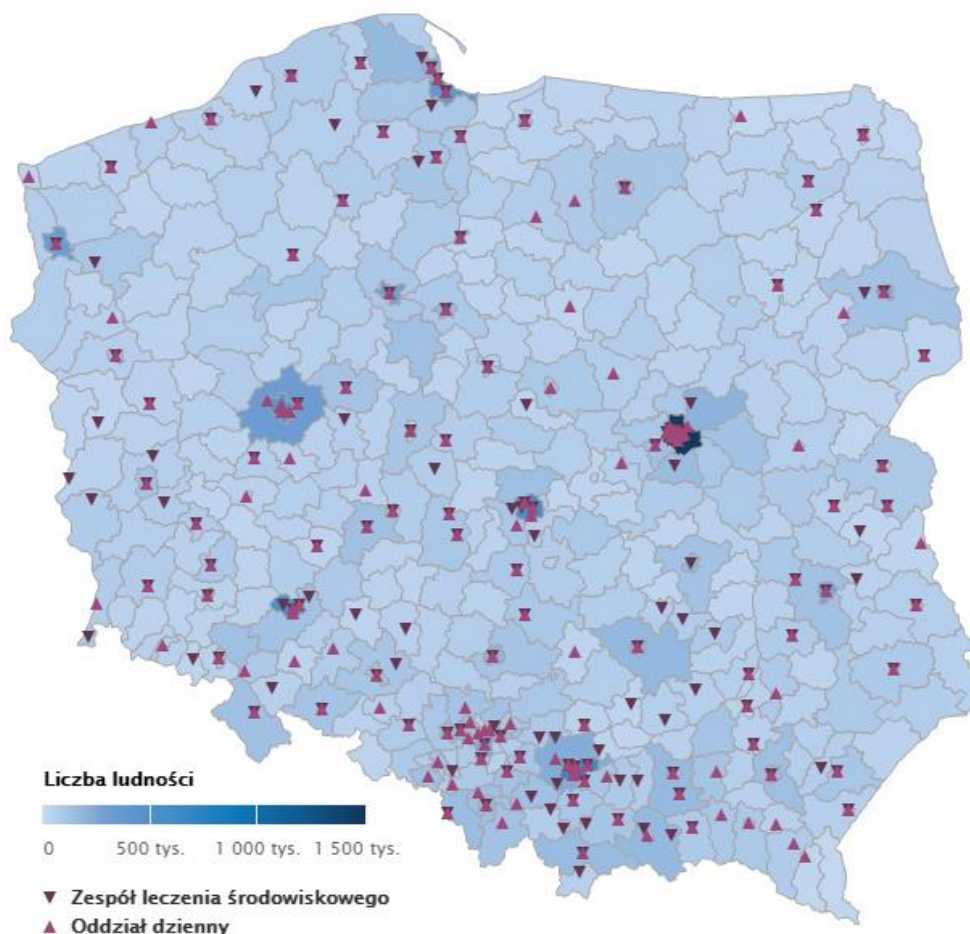 Liczba ludności
0 500 tys. 1 000 tys. 1 500 tys.
Zespół leczenia środowiskowego
Oddział dzienny